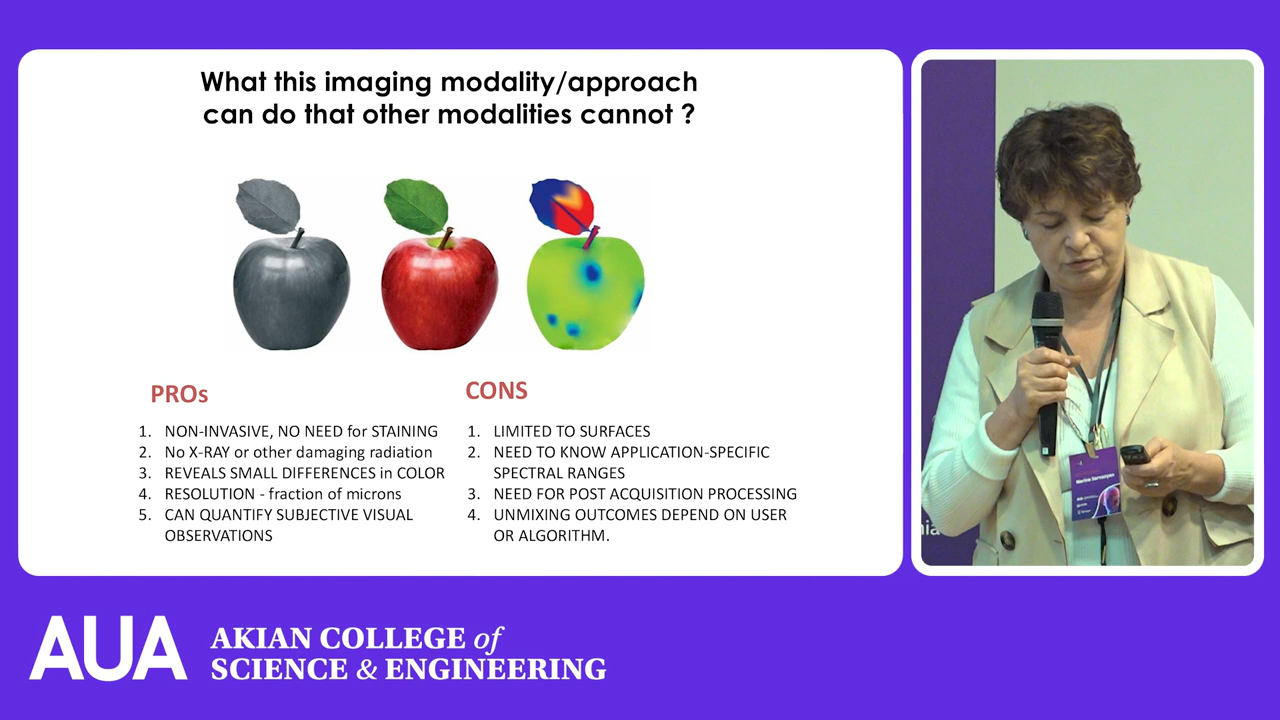 What this imaging modality/approach
can do that other modalities cannot ?
PROs
1. NON-INVASIVE, NO NEED for STAINING
2. No X-RAY or other damaging radiation
3. REVEALS SMALL DIFFERENCES in COLOR
4. RESOLUTION - fraction of microns
5. CAN QUANTIFY SUBJECTIVE VISUAL
OBSERVATIONS
CONS
1. LIMITED TO SURFACES
2. NEED TO KNOW APPLICATION-SPECIFIC
SPECTRAL RANGES
3. NEED FOR POST ACQUISITION PROCESSING
4. UNMIXING OUTCOMES DEPEND ON USER
OR ALGORITHM.
AUA
AKIAN COLLEGE of
SCIENCE & ENGINEERING